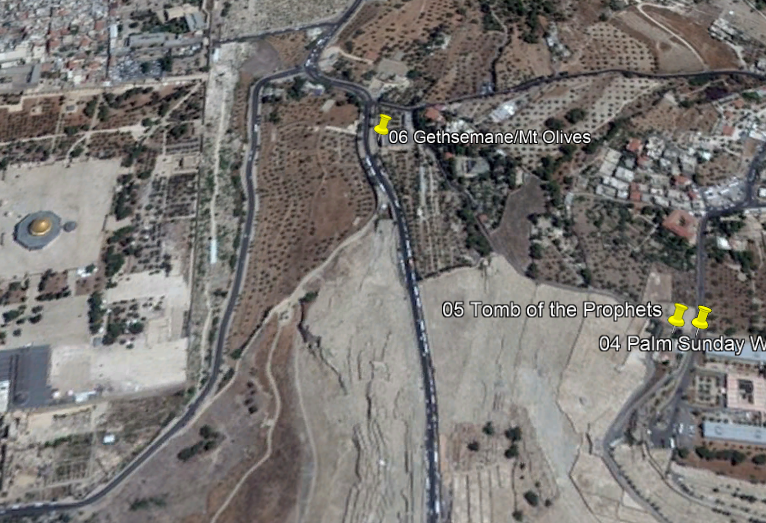 06 Gethsemane/Mt Olives
05 Tomb of the Prophets
04 Palm Sunday W